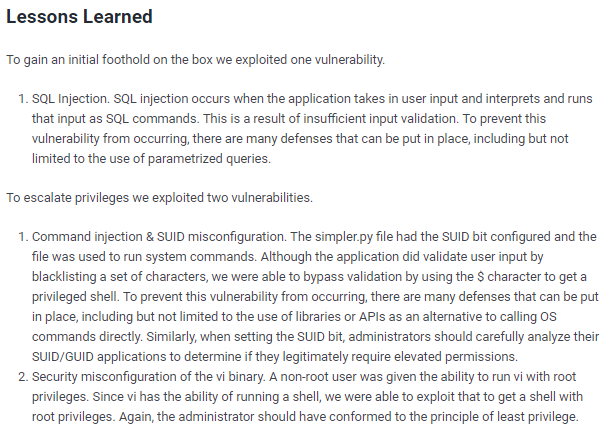 Lessons Learned
To gain an initial foothold on the box we exploited one vulnerability.
1. SQL Injection. SQL injection occurs when the application takes in user input and interprets and runs
that input as SQL commands. This is a result of insufficient input validation. To prevent this
vulnerability from occurring, there are many defenses that can be put in place, including but not
limited to the use of parametrized queries.
To escalate privileges we exploited two vulnerabilities.
1. Command injection & SUID misconfiguration. The simpler.py file had the SUID bit configured and the
file was used to run system commands. Although the application did validate user input by
blacklisting a set of characters, we were able to bypass validation by using the $ character to get a
privileged shell. To prevent this vulnerability from occurring, there are many defenses that can be put
in place, including but not limited to the use of libraries or APIs as an alternative to calling OS
commands directly. Similarly, when setting the SUID bit, administrators should carefully analyze their
SUID/GUID applications to determine if they legitimately require elevated permissions.
2. Security misconfiguration of the vi binary. A non-root user was given the ability to run vi with root
privileges. Since vi has the ability of running a shell, we were able to exploit that to get a shell with
root privileges. Again, the administrator should have conformed to the principle of least privilege.